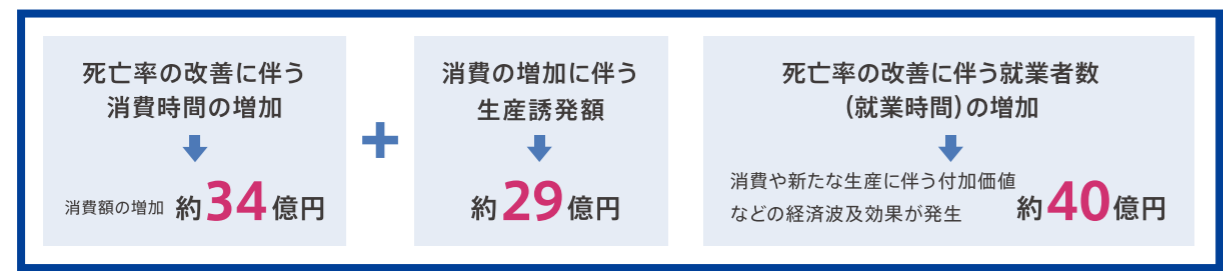 死亡率の改善に伴う
消費時間の増加
消費額の増加 約34億円
+
消費の増加に伴う
生産誘発額
約29億円
死亡率の改善に伴う就業者数
(就業時間)の増加
消費や新たな生産に伴う付加価値
などの経済波及効果が発生 約40億円